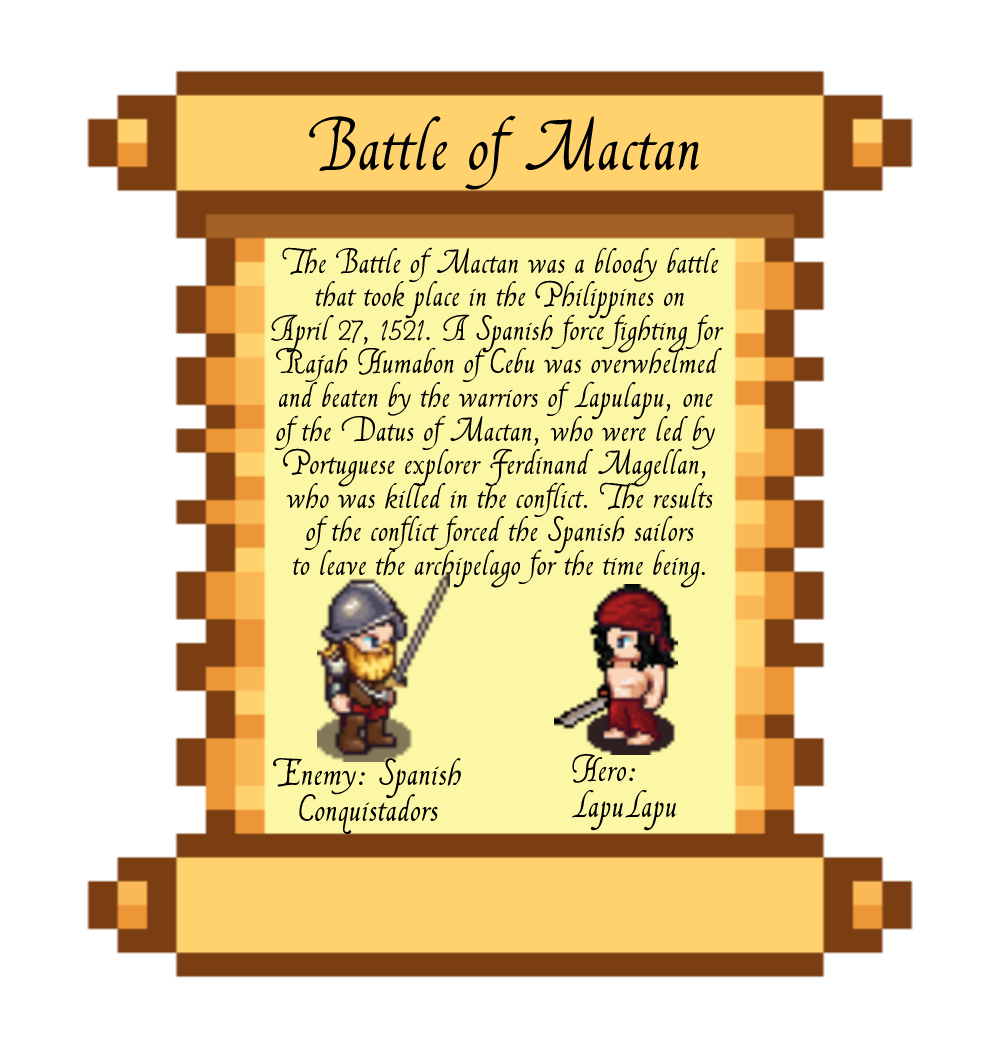 Battle of Mactan
The Battle of Mactan was a bloody battle
that took place in the Philippines on
April 27, 1521. A Spanish force fighting for
Rajah Humabon of Cebu was overwhelmed
and beaten by the warriors of Lapulapu, one
of the Datus of Mactan, who were led by
Portuguese explorer Ferdinand Magellan,
who was killed in the conflict. The results
of the conflict forced the Spanish sailors
to leave the archipelago for the time being.
Enemy: Spanish
Conquistadors
Hero:
LapuLapu